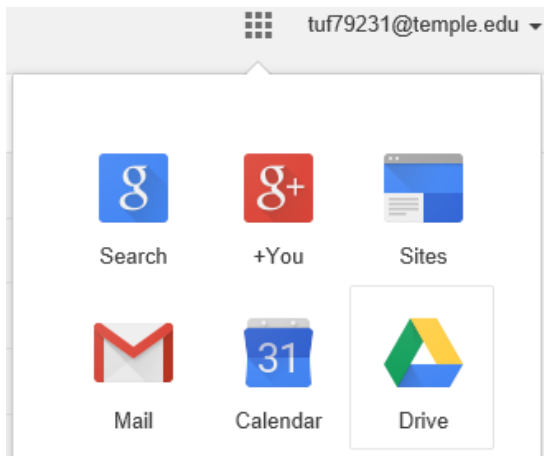 tuf79231@temple.edu
g g+
Search +You Sites
31
Mail Calendar Drive